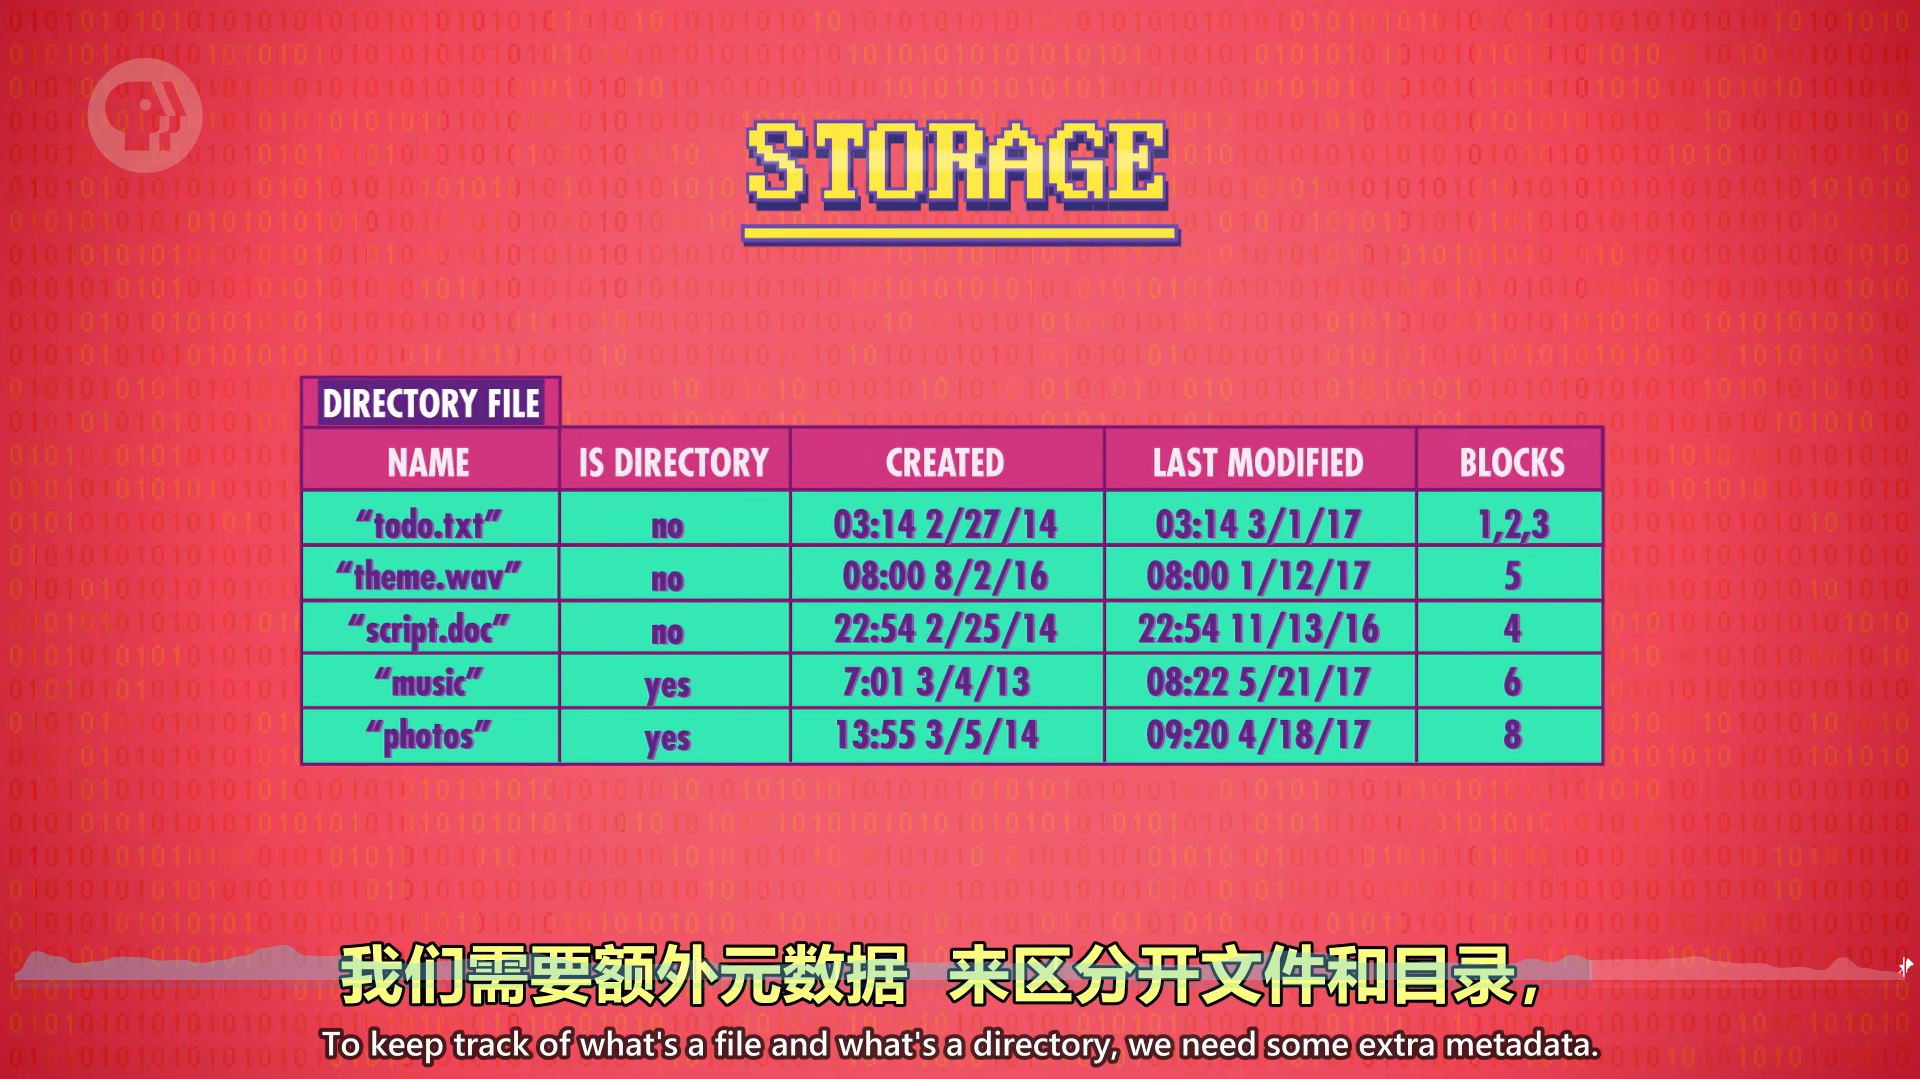 STORAGE
DIRECTORY FILE
NAME IS DIRECTORY CREATED LAST MODIFIED BLOCKS
“todo.txt” no 03:14 2/27/14 03:14 3/1/17 1,2,3
“theme.wav” no 08:00 8/2/16 08:00 1/12/17 5
“script.doc” no 22:54 2/25/14 22:54 11/13/16 4
“music” yes 7:01 3/4/13 08:22 5/21/17 6
“photos” yes 13:55 3/5/14 09:20 4/18/17 8
我们需要额外元数据 来区分开文件和目录，
To keep track of what's a file and what's a directory, we need some extra metadata.